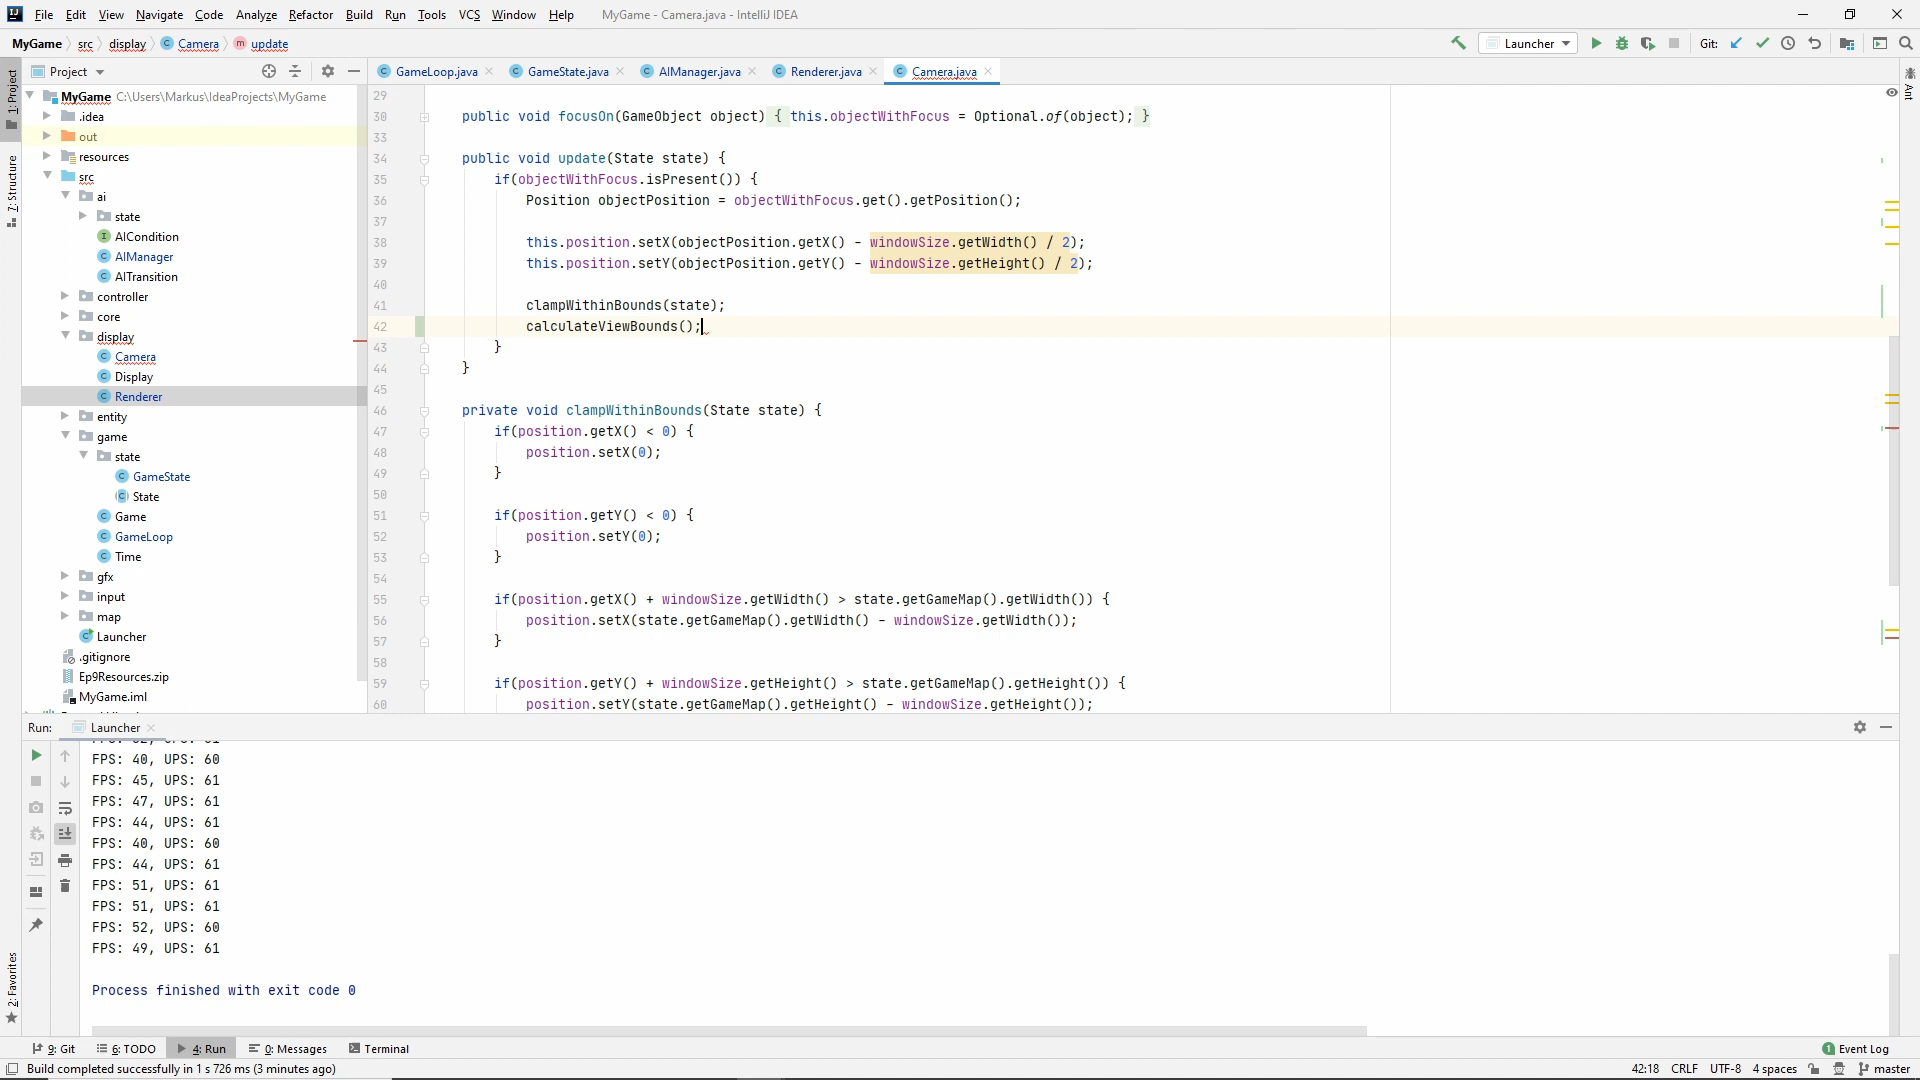 File Edit View Navigate Code Analyze Refactor Build Run Tools VCS Window Help MyGame - Camera.java - IntelliJ IDEA
MyGame src display Camera update Launcher Git:
Project
GameLoop.java GameState.java AIManager.java Renderer.java Camera.java
1: Project
7: Structure
2: Favorites
Ant
MyGame C:\Users\Markus\IdeaProjects\MyGame
.idea
out
resources
src
ai
state
AICondition
AIManager
AITransition
controller
core
display
Camera
Display
Renderer
entity
game
state
GameState
State
Game
GameLoop
Time
gfx
input
map
Launcher
.gitignore
Ep9Resources.zip
MyGame.iml
29
30 public void focusOn(GameObject object) { this.objectWithFocus = Optional.of(object); }
33
34 public void update(State state) {
35 if(objectWithFocus.isPresent()) {
36 Position objectPosition = objectWithFocus.get().getPosition();
37
38 this.position.setX(objectPosition.getX() - windowSize.getWidth() / 2);
39 this.position.setY(objectPosition.getY() - windowSize.getHeight() / 2);
40
41 clampWithinBounds(state);
42 calculateViewBounds();
43 }
44 }
45
46 private void clampWithinBounds(State state) {
47 if(position.getX() < 0) {
48 position.setX(0);
49 }
50
51 if(position.getY() < 0) {
52 position.setY(0);
53 }
54
55 if(position.getX() + windowSize.getWidth() > state.getGameMap().getWidth()) {
56 position.setX(state.getGameMap().getWidth() - windowSize.getWidth());
57 }
58
59 if(position.getY() + windowSize.getHeight() > state.getGameMap().getHeight()) {
60 position.setY(state.getGameMap().getHeight() - windowSize.getHeight());
Run: Launcher
FPS: 40, UPS: 60
FPS: 45, UPS: 61
FPS: 47, UPS: 61
FPS: 44, UPS: 61
FPS: 40, UPS: 60
FPS: 44, UPS: 61
FPS: 51, UPS: 61
FPS: 51, UPS: 61
FPS: 52, UPS: 60
FPS: 49, UPS: 61
Process finished with exit code 0
9: Git 6: TODO 4: Run 0: Messages Terminal 1 Event Log
Build completed successfully in 1 s 726 ms (3 minutes ago) 42:18 CRLF UTF-8 4 spaces master